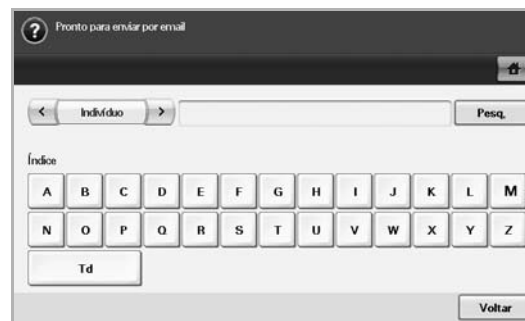 ? Pronto para enviar por email
< Indivíduo > Pesq.
Índice
A B C D E F G H I J K L M
N O P Q R S T U V W X Y Z
Td
Voltar